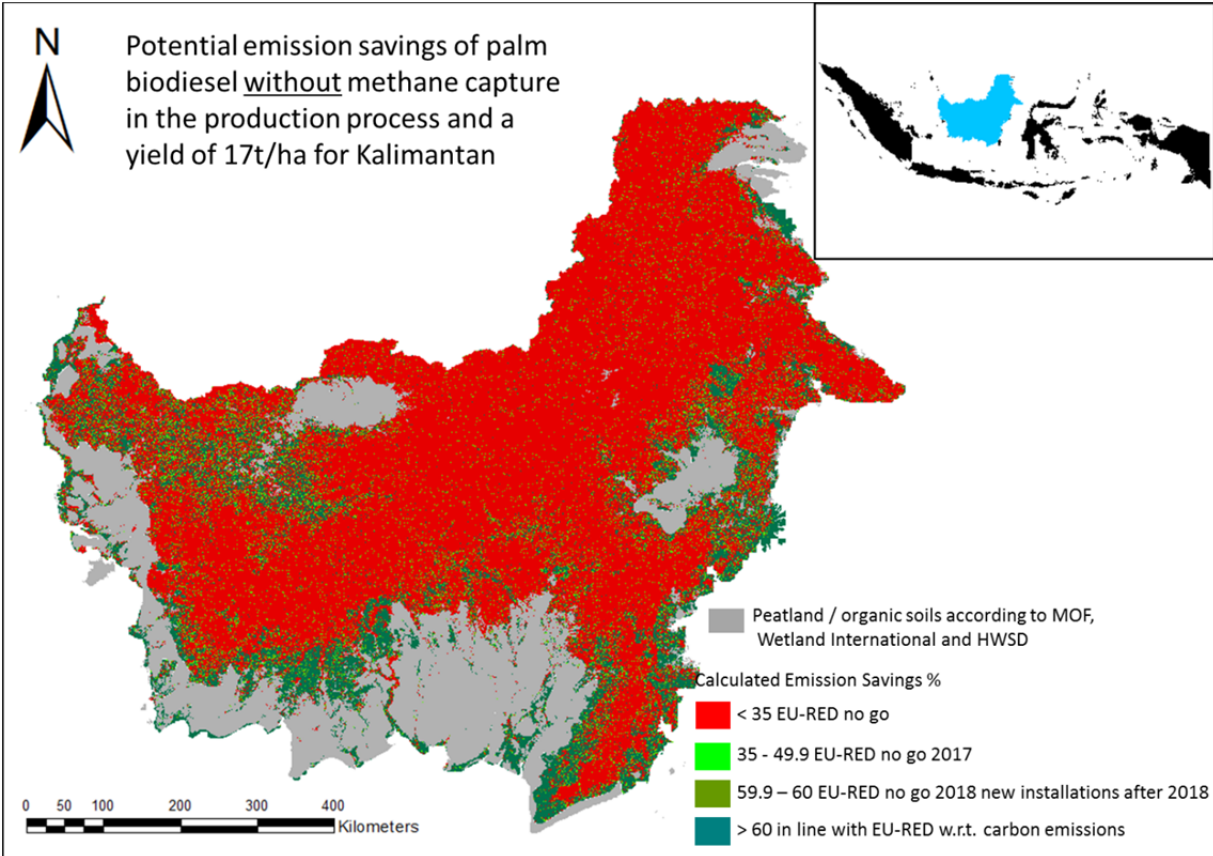 N
Potential emission savings of palm
biodiesel without methane capture
in the production process and a
yield of 17t/ha for Kalimantan
Peatland / organic soils according to MOF,
Wetland International and HWSD
Calculated Emission Savings %
< 35 EU-RED no go
35 - 49.9 EU-RED no go 2017
59.9 – 60 EU-RED no go 2018 new installations after 2018
> 60 in line with EU-RED w.r.t. carbon emissions
0 50 100 200 300 400
Kilometers